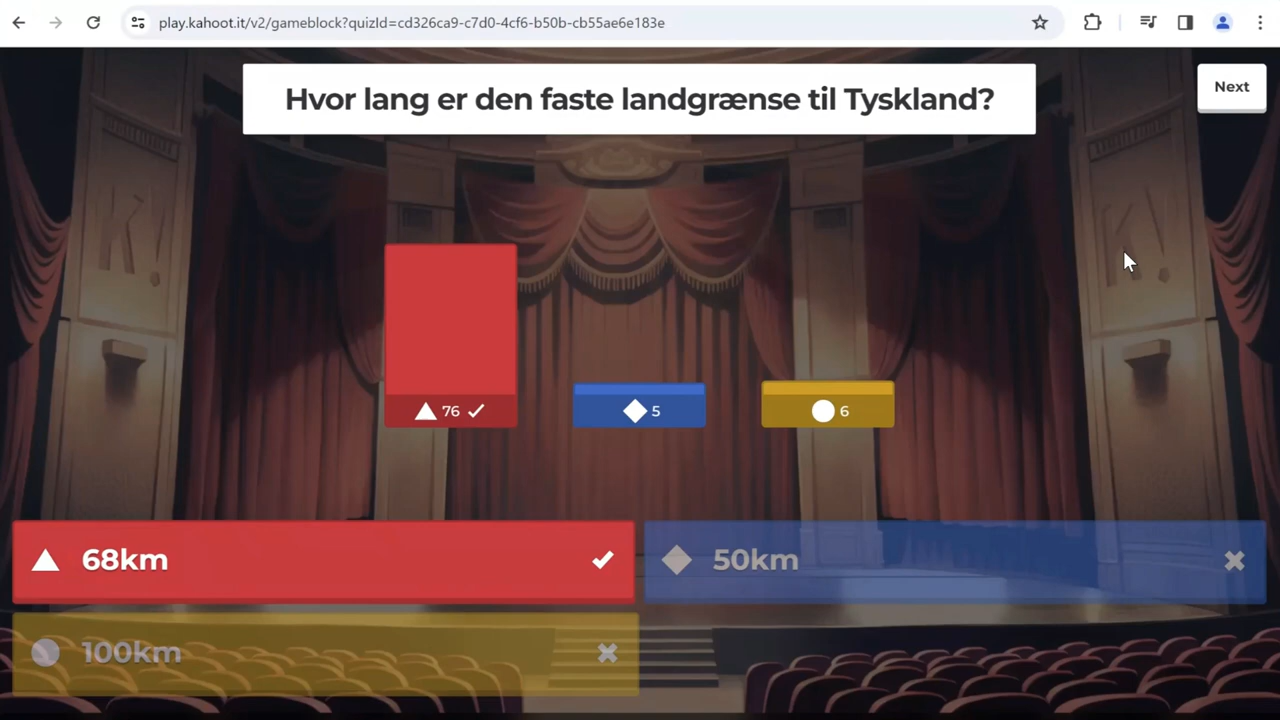 play.kahoot.it/v2/gameblock?quizId=cd326ca9-c7d0-4cf6-b50b-cb55ae6e183e
Hvor lang er den faste landgrænse til Tyskland?
Next
K!
K!
76
5
6
68km
50km
100km